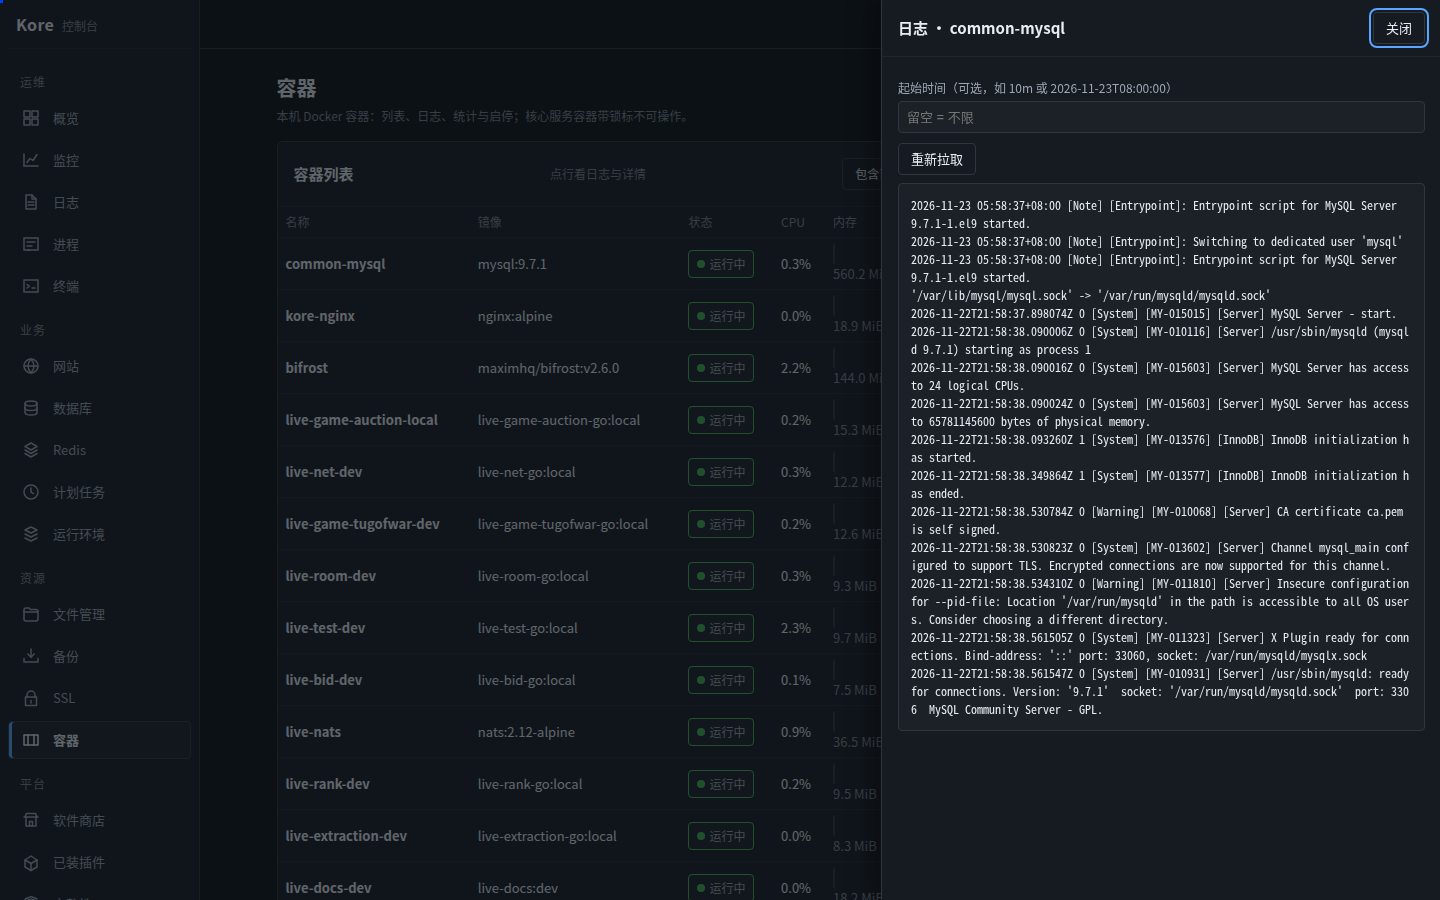 Kore 控制台
运维
概览
监控
日志
进程
终端
业务
网站
数据库
Redis
计划任务
运行环境
资源
文件管理
备份
SSL
容器
平台
软件商店
已装插件
容器
本机 Docker 容器：列表、日志、统计与启停；核心服务容器带锁标不可操作。
容器列表
点行看日志与详情
包含
名称 镜像 状态 CPU 内存
common-mysql mysql:9.7.1 运行中 0.3% 560.2 Mi
kore-nginx nginx:alpine 运行中 0.0% 18.9 MiB
bifrost maximhq/bifrost:v2.6.0 运行中 2.2% 144.0 Mi
live-game-auction-local live-game-auction-go:local 运行中 0.2% 15.3 MiB
live-net-dev live-net-go:local 运行中 0.3% 12.2 MiB
live-game-tugofwar-dev live-game-tugofwar-go:local 运行中 0.2% 12.6 MiB
live-room-dev live-room-go:local 运行中 0.3% 9.3 MiB
live-test-dev live-test-go:local 运行中 2.3% 9.7 MiB
live-bid-dev live-bid-go:local 运行中 0.1% 7.5 MiB
live-nats nats:2.12-alpine 运行中 0.9% 36.5 MiB
live-rank-dev live-rank-go:local 运行中 0.2% 9.5 MiB
live-extraction-dev live-extraction-go:local 运行中 0.0% 8.3 MiB
live-docs-dev live-docs:dev 运行中 0.0% 18.2 MiB
日志 · common-mysql
关闭
起始时间（可选，如 10m 或 2026-11-23T08:00:00）
留空 = 不限
重新拉取
2026-11-23 05:58:37+08:00 [Note] [Entrypoint]: Entrypoint script for MySQL Server
9.7.1-1.el9 started.
2026-11-23 05:58:37+08:00 [Note] [Entrypoint]: Switching to dedicated user 'mysql'
2026-11-23 05:58:37+08:00 [Note] [Entrypoint]: Entrypoint script for MySQL Server
9.7.1-1.el9 started.
'/var/lib/mysql/mysql.sock' -> '/var/run/mysqld/mysqld.sock'
2026-11-22T21:58:37.898074Z 0 [System] [MY-015015] [Server] MySQL Server - start.
2026-11-22T21:58:38.090006Z 0 [System] [MY-010116] [Server] /usr/sbin/mysqld (mysql
d 9.7.1) starting as process 1
2026-11-22T21:58:38.090016Z 0 [System] [MY-015603] [Server] MySQL Server has access
to 24 logical CPUs.
2026-11-22T21:58:38.090024Z 0 [System] [MY-015603] [Server] MySQL Server has access
to 65781145600 bytes of physical memory.
2026-11-22T21:58:38.093260Z 1 [System] [MY-013576] [InnoDB] InnoDB initialization h
as started.
2026-11-22T21:58:38.349864Z 1 [System] [MY-013577] [InnoDB] InnoDB initialization h
as ended.
2026-11-22T21:58:38.530784Z 0 [Warning] [MY-010068] [Server] CA certificate ca.pem
is self signed.
2026-11-22T21:58:38.530823Z 0 [System] [MY-013602] [Server] Channel mysql_main conf
igured to support TLS. Encrypted connections are now supported for this channel.
2026-11-22T21:58:38.534310Z 0 [Warning] [MY-011810] [Server] Insecure configuration
for --pid-file: Location '/var/run/mysqld' in the path is accessible to all OS user
s. Consider choosing a different directory.
2026-11-22T21:58:38.561505Z 0 [System] [MY-011323] [Server] X Plugin ready for conn
ections. Bind-address: '::' port: 33060, socket: /var/run/mysqld/mysqlx.sock
2026-11-22T21:58:38.561547Z 0 [System] [MY-010931] [Server] /usr/sbin/mysqld: ready
for connections. Version: '9.7.1'  socket: '/var/run/mysqld/mysqld.sock'  port: 330
6  MySQL Community Server - GPL.